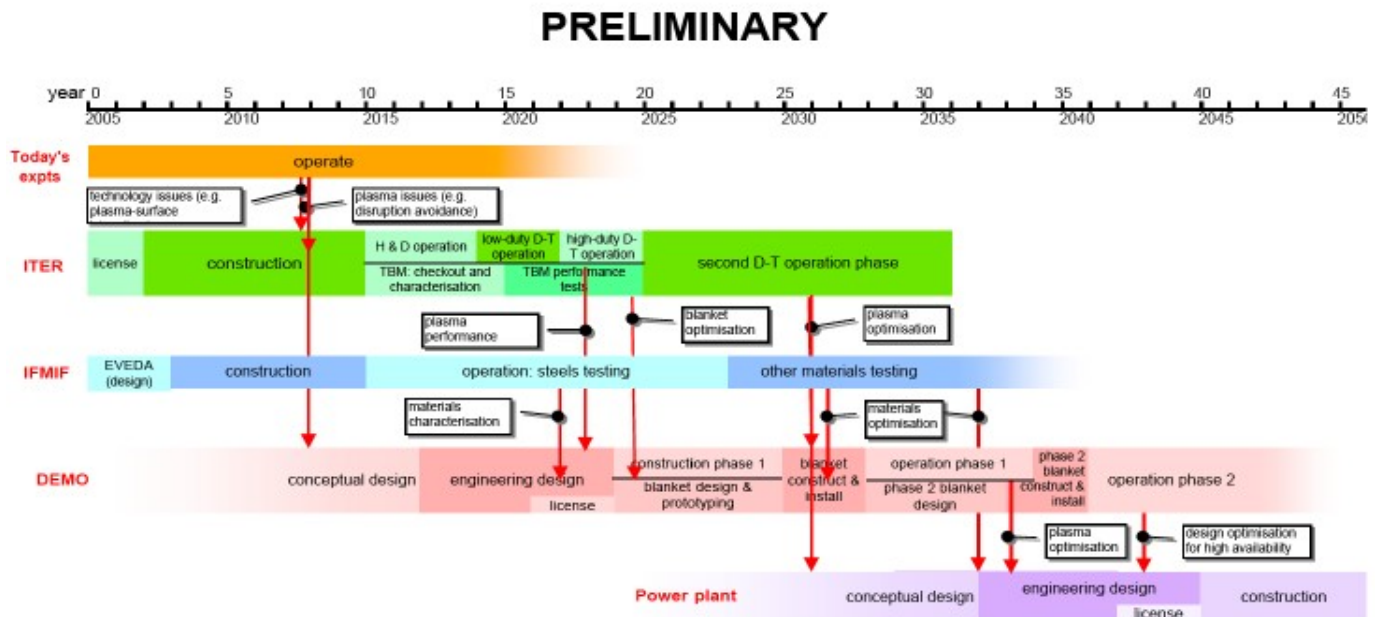 PRELIMINARY
year 0 5 10 15 20 25 30 35 40 45
2005 2010 2015 2020 2025 2030 2035 2040 2045
Today's
expts
operate
technology issues (e.g.
plasma-surface
plasma issues (e.g.
disruption avoidance)
ITER
license
construction
H & D operation
low-duty D-T
operation
high-duty D-
T operation
TBM: checkout and
characterisation
TBM performance
tests
second D-T operation phase
plasma
performance
blanket
optimisation
plasma
optimisation
IFMIF
EVEDA
(design)
construction
operation: steels testing
other materials testing
materials
characterisation
materials
optimisation
DEMO
conceptual design
engineering design
license
construction phase 1
blanket design &
prototyping
blanket
construct &
install
operation phase 1
phase 2 blanket
design
phase 2
blanket
construct &
install
operation phase 2
plasma
optimisation
design optimisation
for high availability
Power plant
conceptual design
engineering design
license
construction